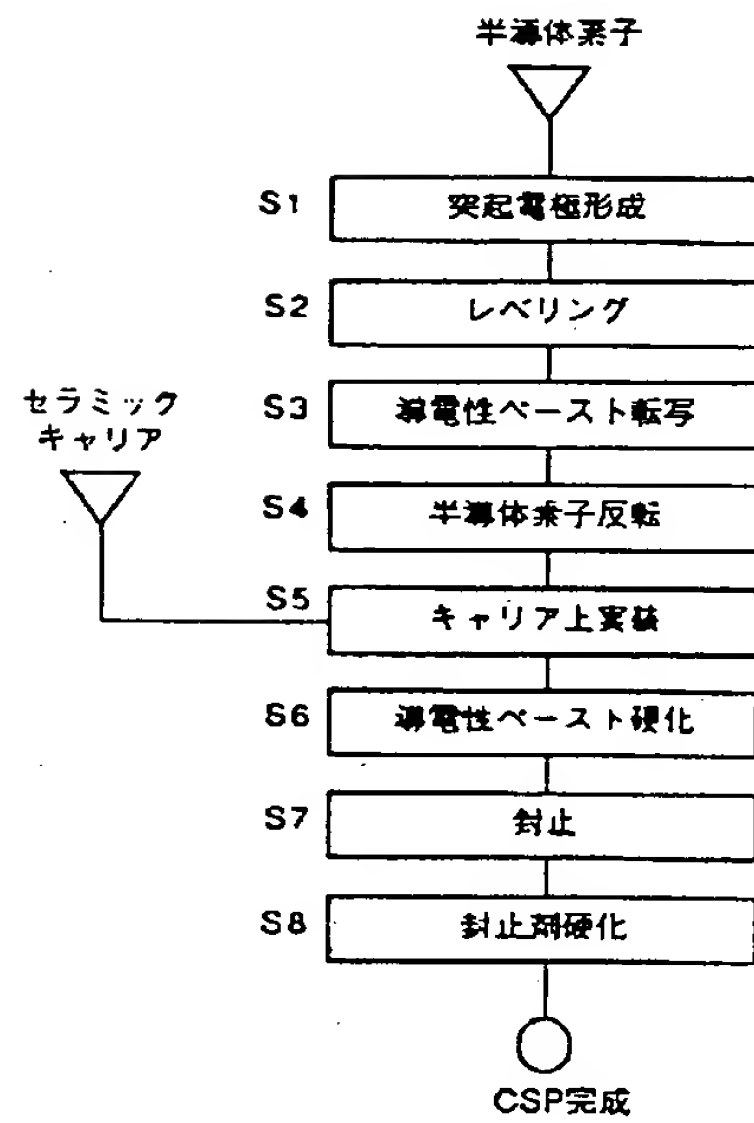 半導体素子
S1 突起電極形成
S2 レベリング
セラミック
キャリア
S3 導電性ペースト転写
S4 半導体素子反転
S5 キャリア上実装
S6 導電性ペースト硬化
S7 封止
S8 封止剤硬化
CSP完成